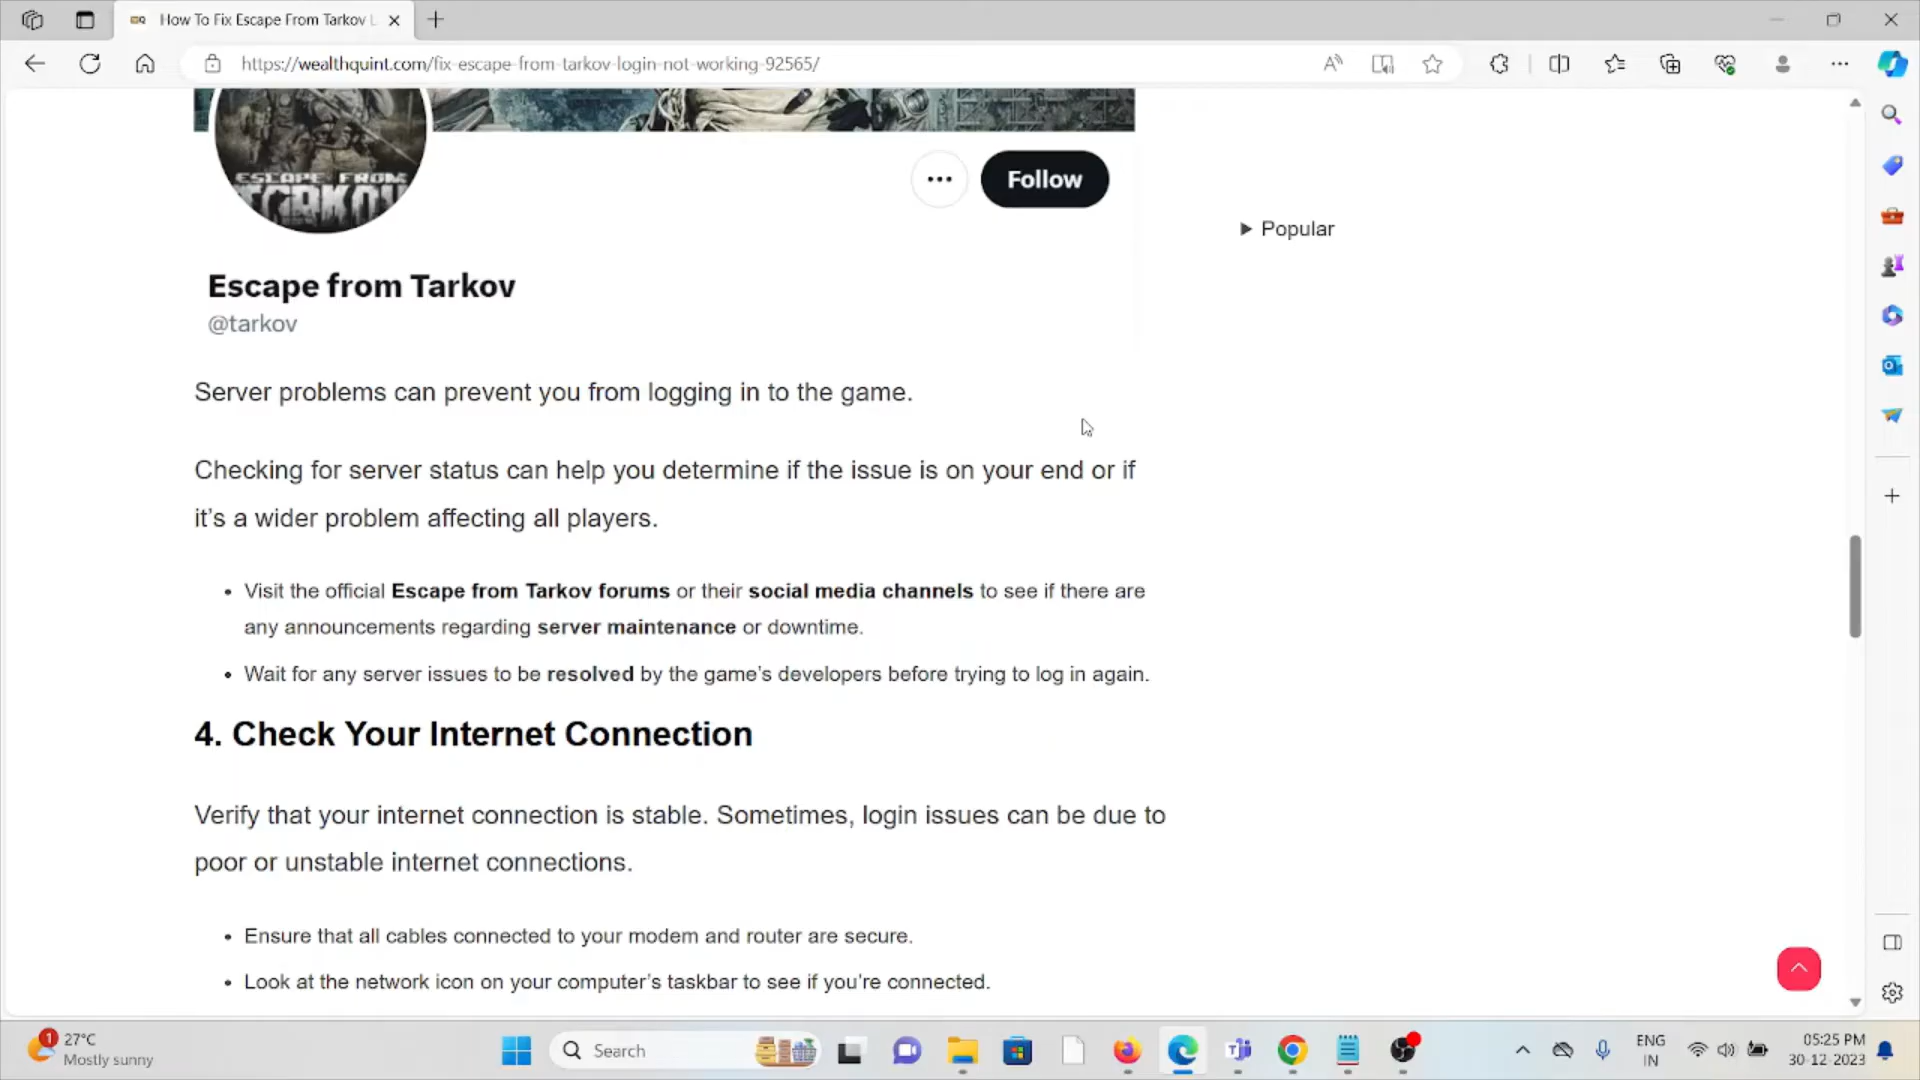 How To Fix Escape From Tarkov L
https://wealthquint.com/fix-escape-from-tarkov-login-not-working-92565/
ESCAPE FROM
TARKOV
Follow
Popular
Escape from Tarkov
@tarkov
Server problems can prevent you from logging in to the game.
Checking for server status can help you determine if the issue is on your end or if
it’s a wider problem affecting all players.
• Visit the official Escape from Tarkov forums or their social media channels to see if there are
any announcements regarding server maintenance or downtime.
• Wait for any server issues to be resolved by the game’s developers before trying to log in again.
4. Check Your Internet Connection
Verify that your internet connection is stable. Sometimes, login issues can be due to
poor or unstable internet connections.
• Ensure that all cables connected to your modem and router are secure.
• Look at the network icon on your computer’s taskbar to see if you’re connected.
1
27°C
Mostly sunny
Search
ENG
IN
05:25 PM
30-12-2023